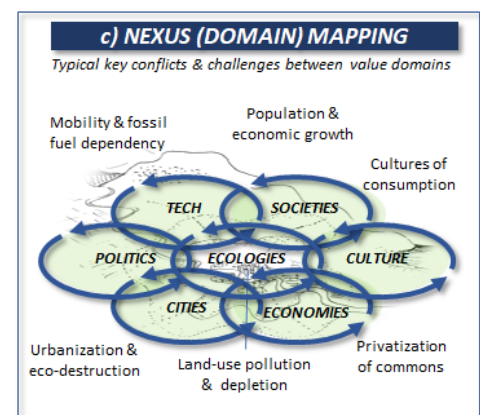 c) NEXUS (DOMAIN) MAPPING
Typical key conflicts & challenges between value domains
Population &
economic growth
Mobility & fossil
fuel dependency
Cultures of
consumption
TECH
SOCIETIES
POLITICS
ECOLOGIES
CULTURE
CITIES
ECONOMIES
Urbanization &
eco-destruction
Land-use pollution
& depletion
Privatization
of commons